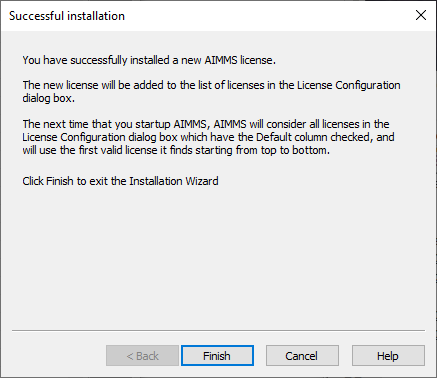 Successful installation
You have successfully installed a new AIMMS license.
The new license will be added to the list of licenses in the License Configuration
dialog box.
The next time that you startup AIMMS, AIMMS will consider all licenses in the
License Configuration dialog box which have the Default column checked, and
will use the first valid license it finds starting from top to bottom.
Click Finish to exit the Installation Wizard
< Back Finish Cancel Help